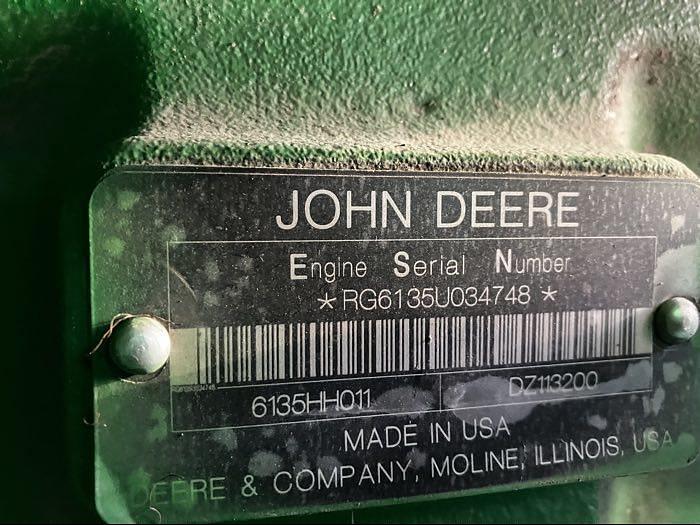 JOHN DEERE
Engine Serial Number
*RG6135U034748*
6135HH011 DZ113200
MADE IN USA
DEERE & COMPANY, MOLINE, ILLINOIS, USA